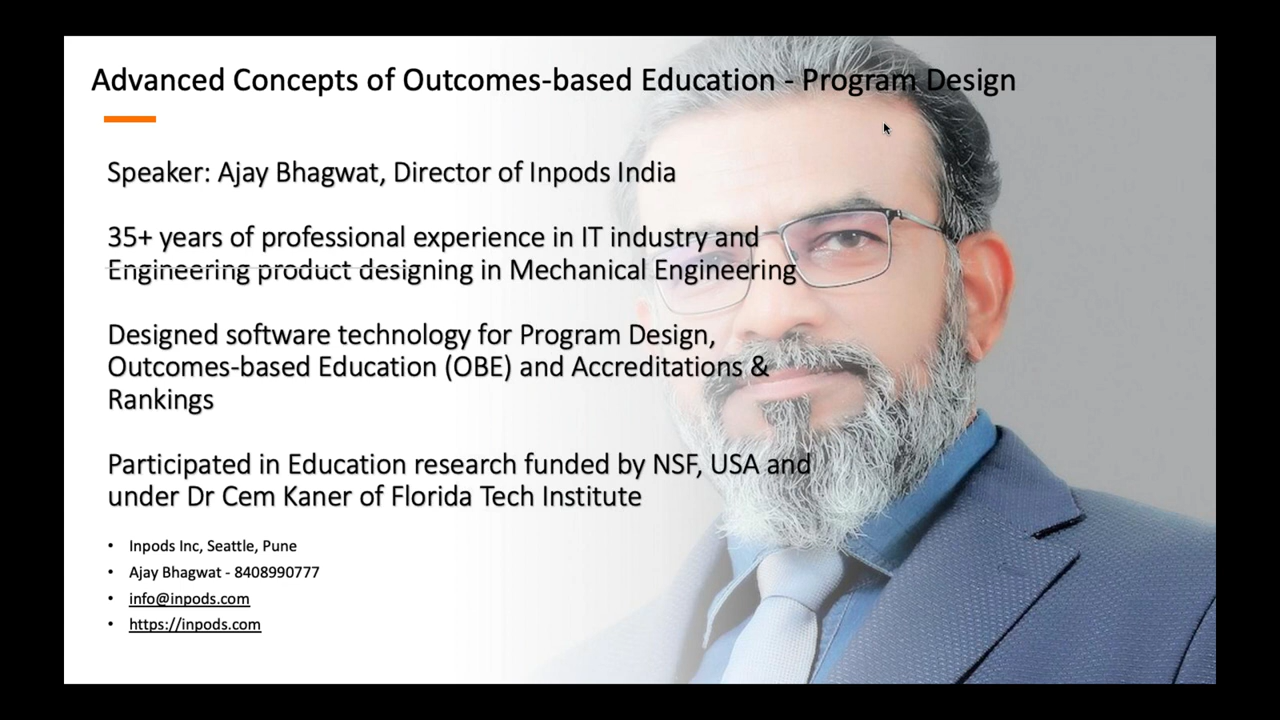 Advanced Concepts of Outcomes-based Education - Program Design
Speaker: Ajay Bhagwat, Director of Inpods India
35+ years of professional experience in IT industry and
Engineering product designing in Mechanical Engineering
Designed software technology for Program Design,
Outcomes-based Education (OBE) and Accreditations &
Rankings
Participated in Education research funded by NSF, USA and
under Dr Cem Kaner of Florida Tech Institute
• Inpods Inc, Seattle, Pune
• Ajay Bhagwat - 8408990777
• info@inpods.com
• https://inpods.com